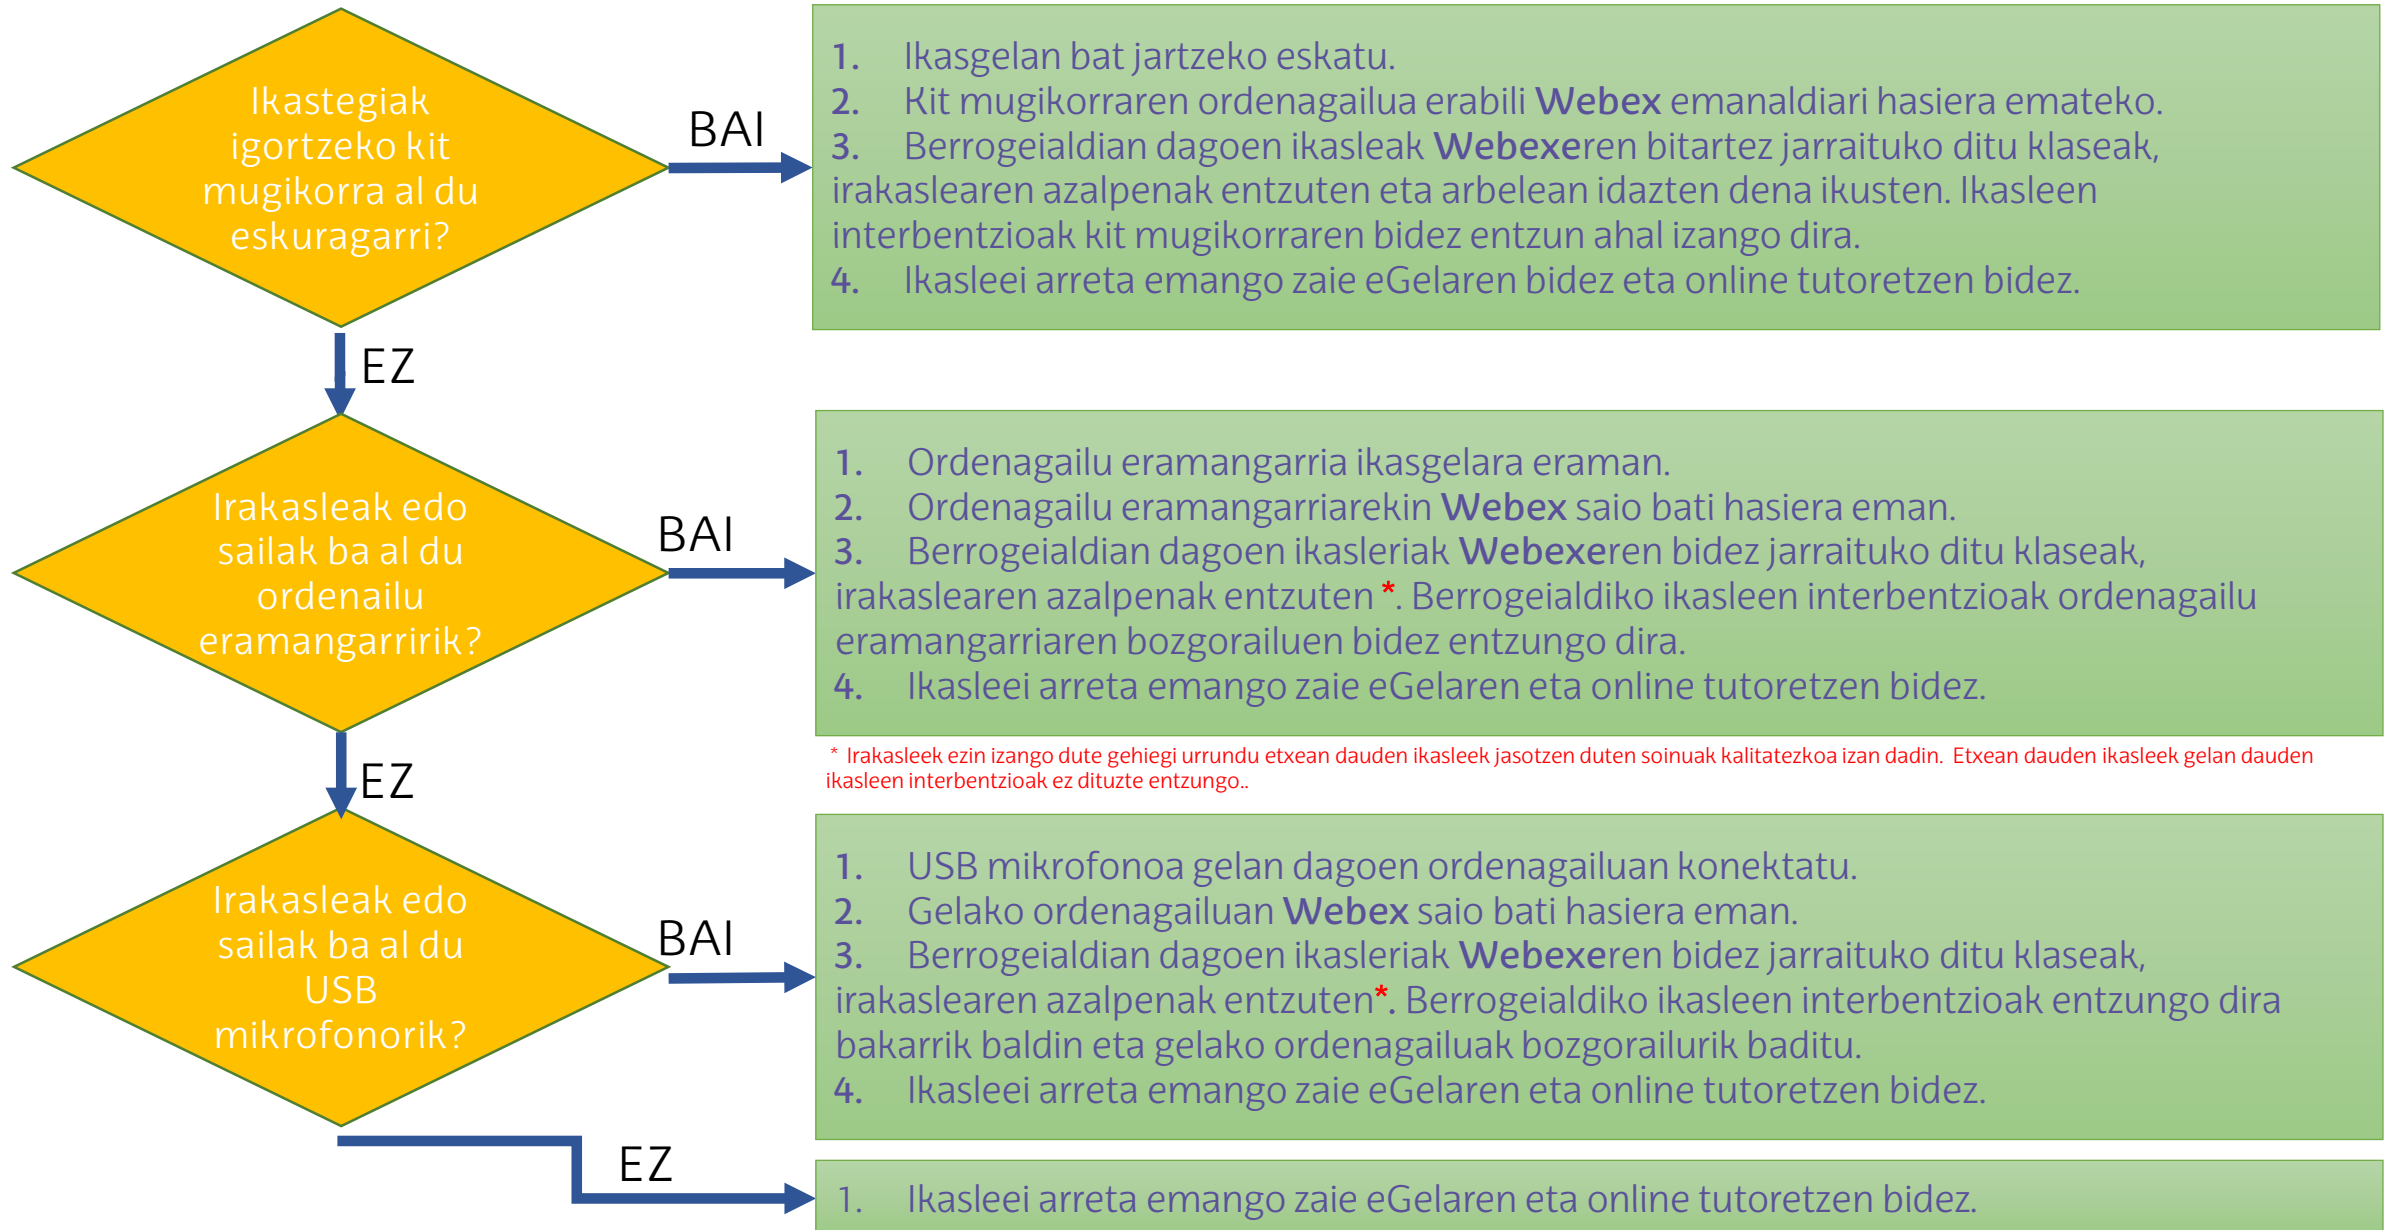 Ikastegiak
igortzeko kit
mugikorra al du
eskuragarri?
BAI
1. Ikasgelan bat jartzeko eskatu.
2. Kit mugikorraren ordenagailua erabili Webex emanaldiari hasiera emateko.
3. Berrogeialdian dagoen ikasleak Webexeren bitartez jarraituko ditu klaseak,
irakaslearen azalpenak entzuten eta arbelean idazten dena ikusten. Ikasleen
interbentzioak kit mugikorraren bidez entzun ahal izango dira.
4. Ikasleei arreta emango zaie eGelaren bidez eta online tutoretzen bidez.
EZ
Irakasleak edo
sailak ba al du
ordenailu
eramangarririk?
BAI
1. Ordenagailu eramangarria ikasgelara eraman.
2. Ordenagailu eramangarriarekin Webex saio bati hasiera eman.
3. Berrogeialdian dagoen ikasleriak Webexeren bidez jarraituko ditu klaseak,
irakaslearen azalpenak entzuten *. Berrogeialdiko ikasleen interbentzioak ordenagailu
eramangarriaren bozgorailuen bidez entzungo dira.
4. Ikasleei arreta emango zaie eGelaren eta online tutoretzen bidez.
* Irakasleek ezin izango dute gehiegi urrundu etxean dauden ikasleek jasotzen duten soinuak kalitatezkoa izan dadin. Etxean dauden ikasleek gelan dauden
ikasleen interbentzioak ez dituzte entzungo..
EZ
Irakasleak edo
sailak ba al du
USB
mikrofonorik?
BAI
1. USB mikrofonoa gelan dagoen ordenagailuan konektatu.
2. Gelako ordenagailuan Webex saio bati hasiera eman.
3. Berrogeialdian dagoen ikasleriak Webexeren bidez jarraituko ditu klaseak,
irakaslearen azalpenak entzuten*. Berrogeialdiko ikasleen interbentzioak entzungo dira
bakarrik baldin eta gelako ordenagailuak bozgorailurik baditu.
4. Ikasleei arreta emango zaie eGelaren eta online tutoretzen bidez.
EZ
1. Ikasleei arreta emango zaie eGelaren eta online tutoretzen bidez.